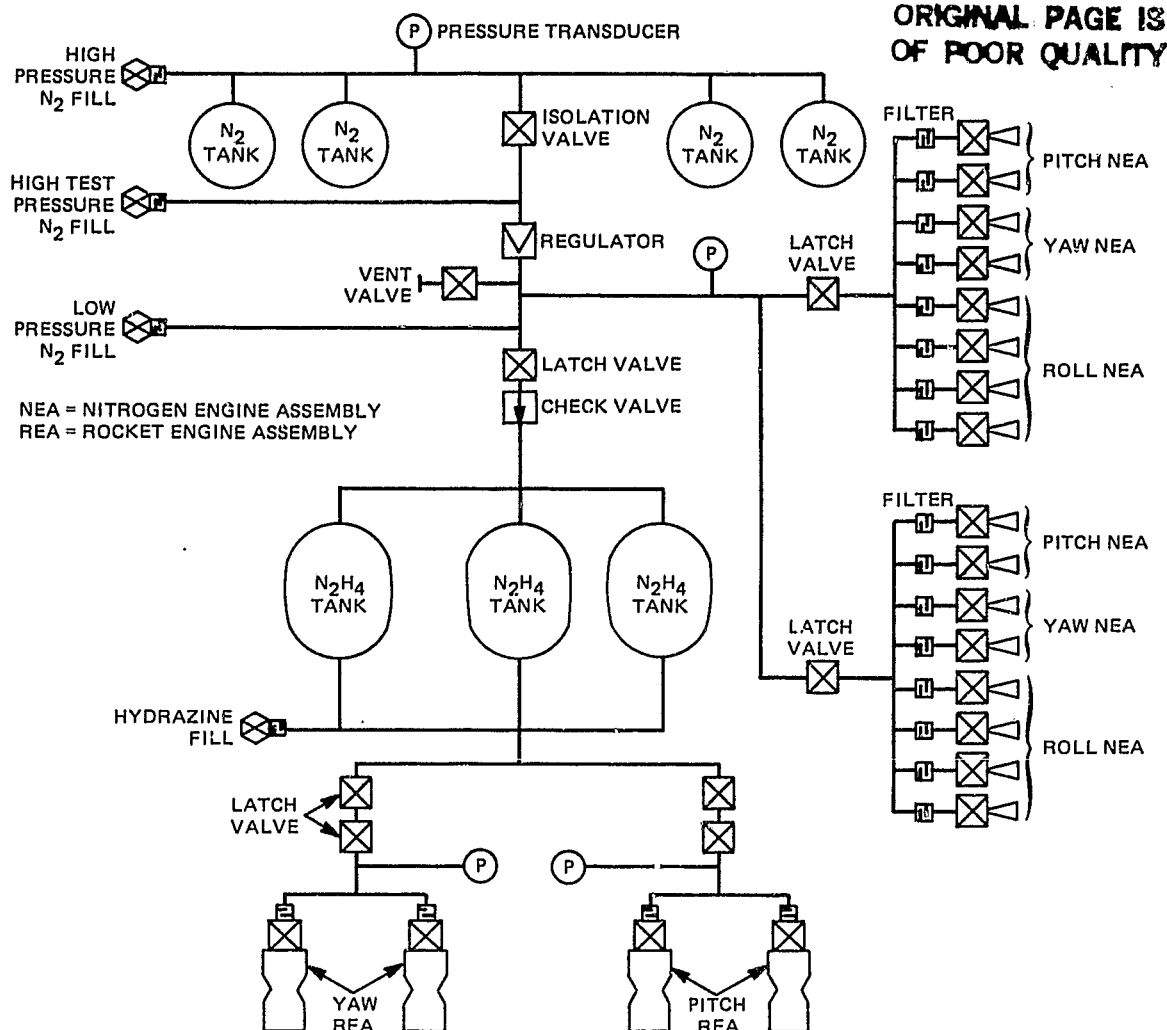 ORIGINAL PAGE IS
OF POOR QUALITY
P PRESSURE TRANSDUCER
HIGH
PRESSURE
N2 FILL
N2
TANK
N2
TANK
ISOLATION
VALVE
N2
TANK
N2
TANK
HIGH TEST
PRESSURE
N2 FILL
REGULATOR
VENT
VALVE
LOW
PRESSURE
N2 FILL
LATCH VALVE
CHECK VALVE
NEA = NITROGEN ENGINE ASSEMBLY
REA = ROCKET ENGINE ASSEMBLY
P
LATCH
VALVE
FILTER
PITCH NEA
YAW NEA
ROLL NEA
N2H4
TANK
N2H4
TANK
N2H4
TANK
FILTER
PITCH NEA
YAW NEA
ROLL NEA
LATCH
VALVE
HYDRAZINE
FILL
LATCH
VALVE
P
P
YAW
REA
PITCH
REA